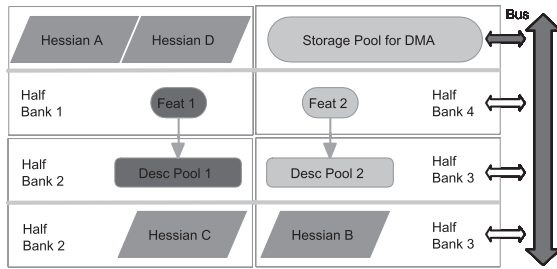 Bus
Hessian A
Hessian D
Storage Pool for DMA
Half
Bank 1
Feat 1
Feat 2
Half
Bank 4
Half
Bank 2
Desc Pool 1
Desc Pool 2
Half
Bank 3
Half
Bank 2
Hessian C
Hessian B
Half
Bank 3